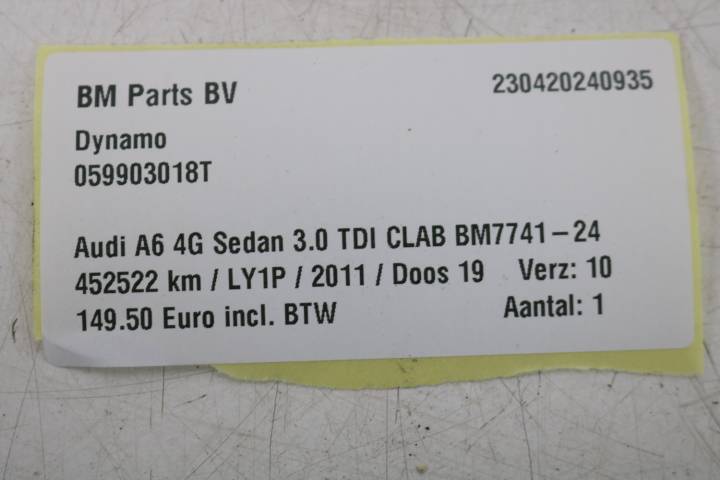 BM Parts BV 230420240935
Dynamo
059903018T
Audi A6 4G Sedan 3.0 TDI CLAB BM7741-24
452522 km / LY1P / 2011 / Doos 19 Verz: 10
149.50 Euro incl. BTW Aantal: 1